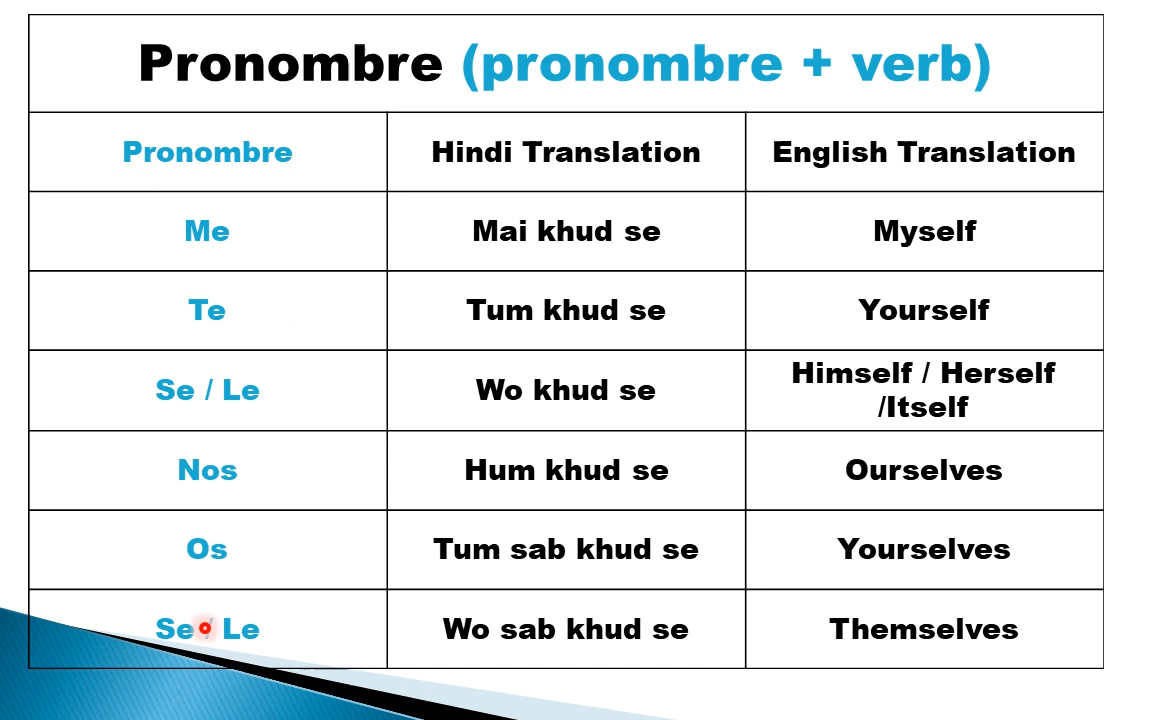 Pronombre (pronombre + verb)
Pronombre Hindi Translation English Translation
Me Mai khud se Myself
Te Tum khud se Yourself
Se / Le Wo khud se Himself / Herself
/Itself
Nos Hum khud se Ourselves
Os Tum sab khud se Yourselves
Se / Le Wo sab khud se Themselves